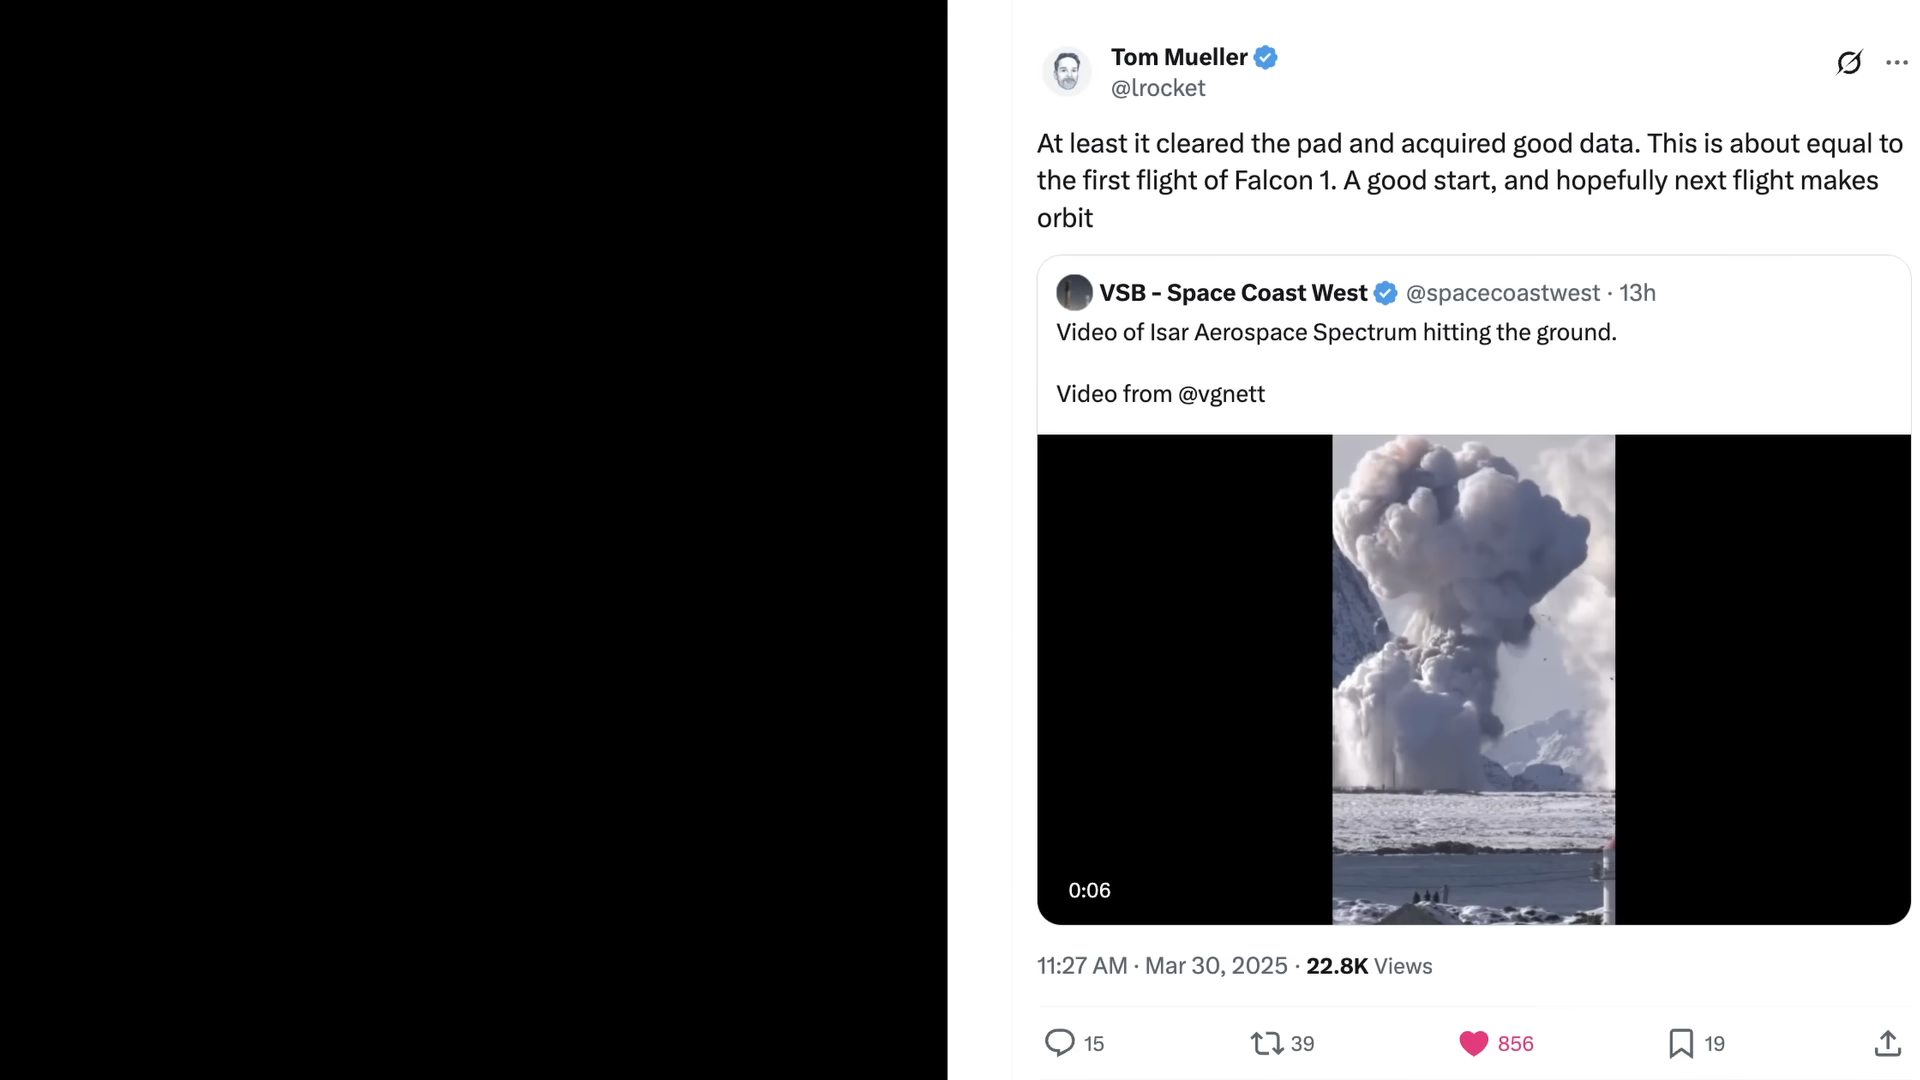 Tom Mueller
@lrocket
At least it cleared the pad and acquired good data. This is about equal to
the first flight of Falcon 1. A good start, and hopefully next flight makes
orbit
VSB - Space Coast West @spacecoastwest · 13h
Video of Isar Aerospace Spectrum hitting the ground.
Video from @vgnett
0:06
11:27 AM · Mar 30, 2025 · 22.8K Views
15 39 856 19